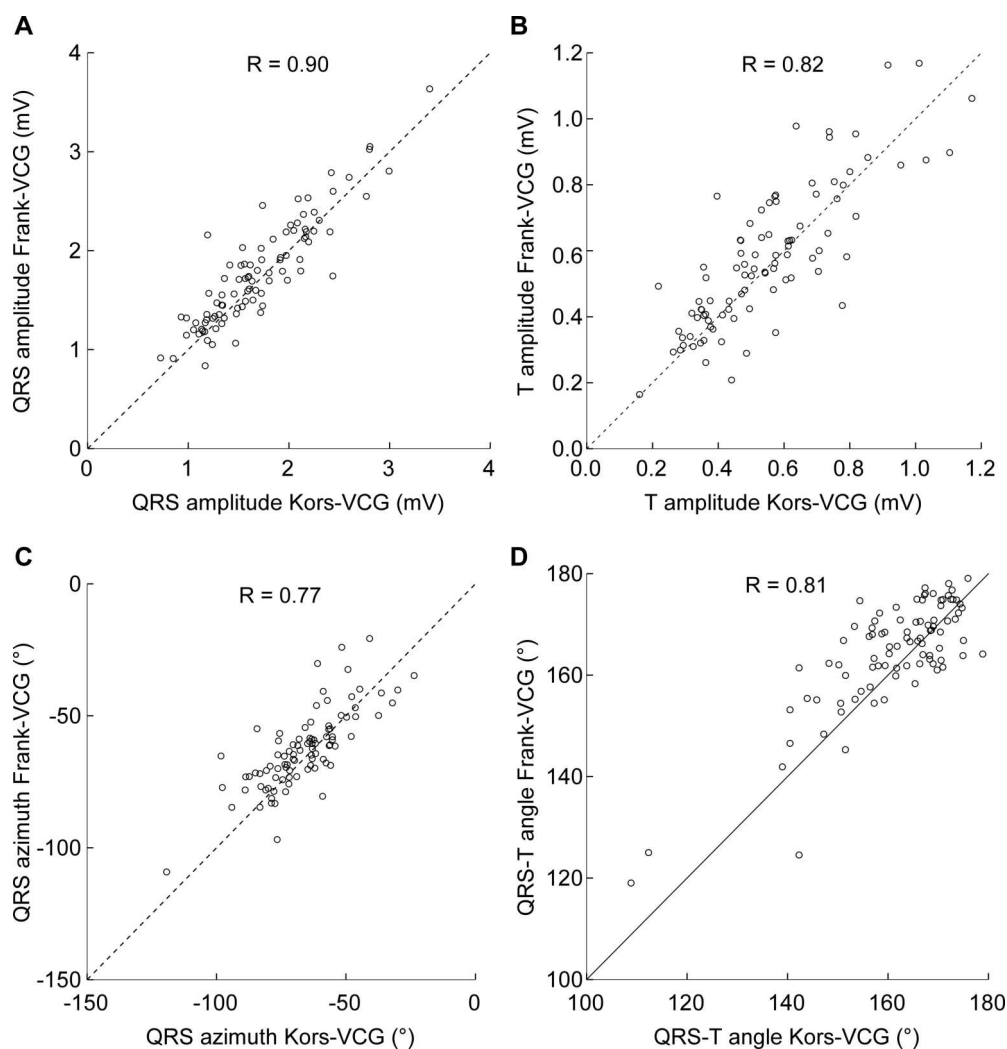 A
R = 0.90
QRS amplitude Frank-VCG (mV)
4
3
2
1
0
0 1 2 3 4
QRS amplitude Kors-VCG (mV)
B
R = 0.82
T amplitude Frank-VCG (mV)
1.2
1.0
0.8
0.6
0.4
0.2
0.0
0.0 0.2 0.4 0.6 0.8 1.0 1.2
T amplitude Kors-VCG (mV)
C
R = 0.77
QRS azimuth Frank-VCG (°)
0
-50
-100
-150
-150 -100 -50 0
QRS azimuth Kors-VCG (°)
D
R = 0.81
QRS-T angle Frank-VCG (°)
180
160
140
120
100
100 120 140 160 180
QRS-T angle Kors-VCG (°)